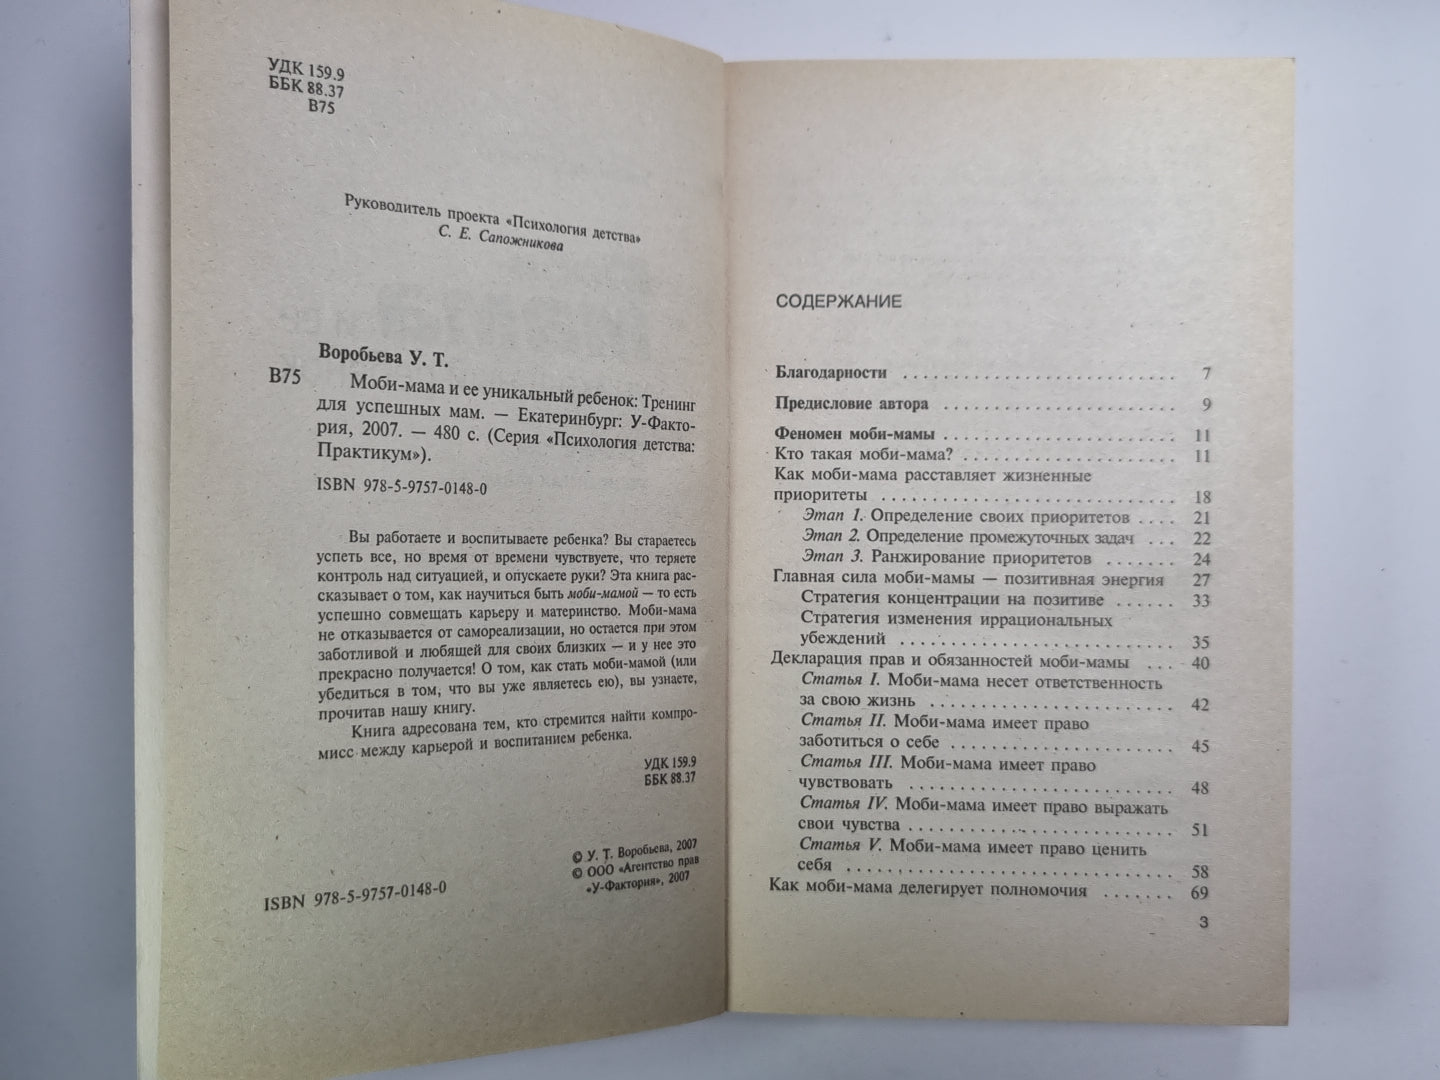 УДК 159.9
ББК 88.37
В75
Руководитель проекта «Психология детства»
С. Е. Сапожникова
Воробьева У. Т.
В75 Моби-мама и ее уникальный ребенок: Тренинг
для успешных мам. — Екатеринбург: У-Факто-
рия, 2007. — 480 с. (Серия «Психология детства:
Практикум»).
ISBN 978-5-9757-0148-0
Вы работаете и воспитываете ребенка? Вы стараетесь
успеть все, но время от времени чувствуете, что теряете
контроль над ситуацией, и опускаете руки? Эта книга рас-
сказывает о том, как научиться быть моби-мамой — то есть
успешно совмещать карьеру и материнство. Моби-мама
не отказывается от самореализации, но остается при этом
заботливой и любящей для своих близких — и у нее это
прекрасно получается! О том, как стать моби-мамой (или
убедиться в том, что вы уже являетесь ею), вы узнаете,
прочитав нашу книгу.
Книга адресована тем, кто стремится найти компро-
мисс между карьерой и воспитанием ребенка.
УДК 159.9
ББК 88.37
© У. Т. Воробьева, 2007
© ООО «Агентство прав
«У-Фактория», 2007
ISBN 978-5-9757-0148-0
СОДЕРЖАНИЕ
Благодарности . . . . . . . . . . . . . . . . . . . . . . . . . . 7
Предисловие автора . . . . . . . . . . . . . . . . . . . . . . 9
Феномен моби-мамы . . . . . . . . . . . . . . . . . . . . . . 11
Кто такая моби-мама? . . . . . . . . . . . . . . . . . . . . 11
Как моби-мама расставляет жизненные
приоритеты . . . . . . . . . . . . . . . . . . . . . . . . . . . . 18
Этап 1. Определение своих приоритетов . . . . 21
Этап 2. Определение промежуточных задач . . . 22
Этап 3. Ранжирование приоритетов . . . . . . . 24
Главная сила моби-мамы — позитивная энергия 27
Стратегия концентрации на позитиве . . . . . . 33
Стратегия изменения иррациональных
убеждений . . . . . . . . . . . . . . . . . . . . . . . . . . 35
Декларация прав и обязанностей моби-мамы . . . 40
Статья I. Моби-мама несет ответственность
за свою жизнь . . . . . . . . . . . . . . . . . . . . . . . 42
Статья II. Моби-мама имеет право
заботиться о себе . . . . . . . . . . . . . . . . . . . . . 45
Статья III. Моби-мама имеет право
чувствовать . . . . . . . . . . . . . . . . . . . . . . . . . 48
Статья IV. Моби-мама имеет право выражать
свои чувства . . . . . . . . . . . . . . . . . . . . . . . . . 51
Статья V. Моби-мама имеет право ценить
себя . . . . . . . . . . . . . . . . . . . . . . . . . . . . . . . 58
Как моби-мама делегирует полномочия . . . . . . . 69
3